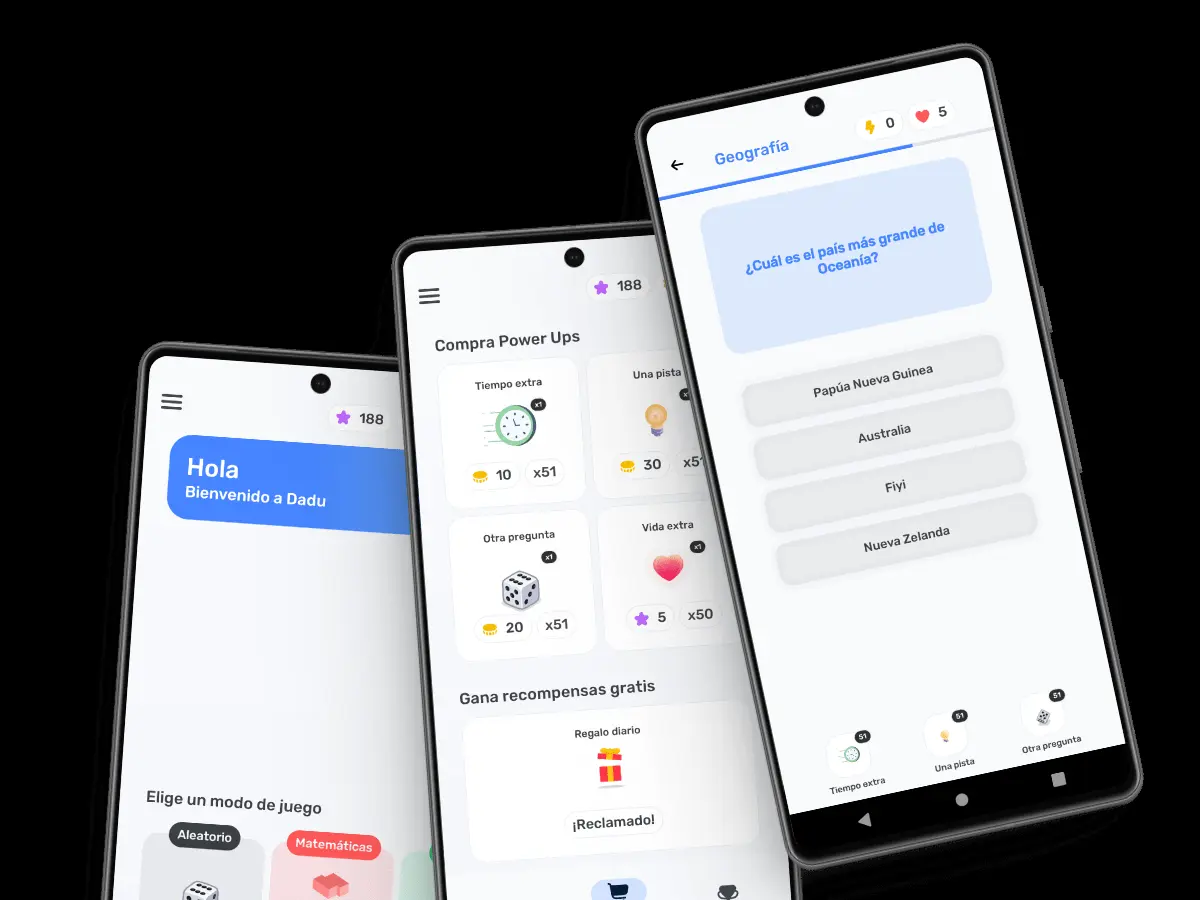 188
Hola
Bienvenido a Dadu
Elige un modo de juego
Aleatorio
Matemáticas
188
Compra Power Ups
Tiempo extra
x1
10
x51
Una pista
30
x51
Otra pregunta
x1
20
x51
Vida extra
x1
5
x50
Gana recompensas gratis
Regalo diario
¡Reclamado!
0
5
Geografía
¿Cuál es el país más grande de
Oceanía?
Papúa Nueva Guinea
Australia
Fiyi
Nueva Zelanda
51
Tiempo extra
51
Una pista
51
Otra pregunta